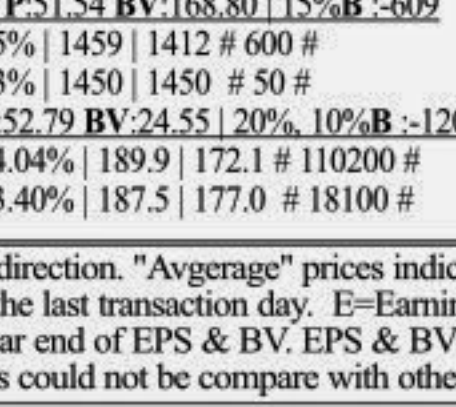 P:51.54 BV:168.80 | 15%B :-609
5% | 1459 | 1412 # 600 #
3% | 1450 | 1450 # 50 #
:52.79 BV:24.55 | 20%, 10%B :-120
4.04% | 189.9 | 172.1 # 110200 #
3.40% | 187.5 | 177.0 # 18100 #
direction. "Avgerage" prices indic
he last transaction day. E=Earnin
ar end of EPS & BV. EPS & BV
s could not be compare with othe